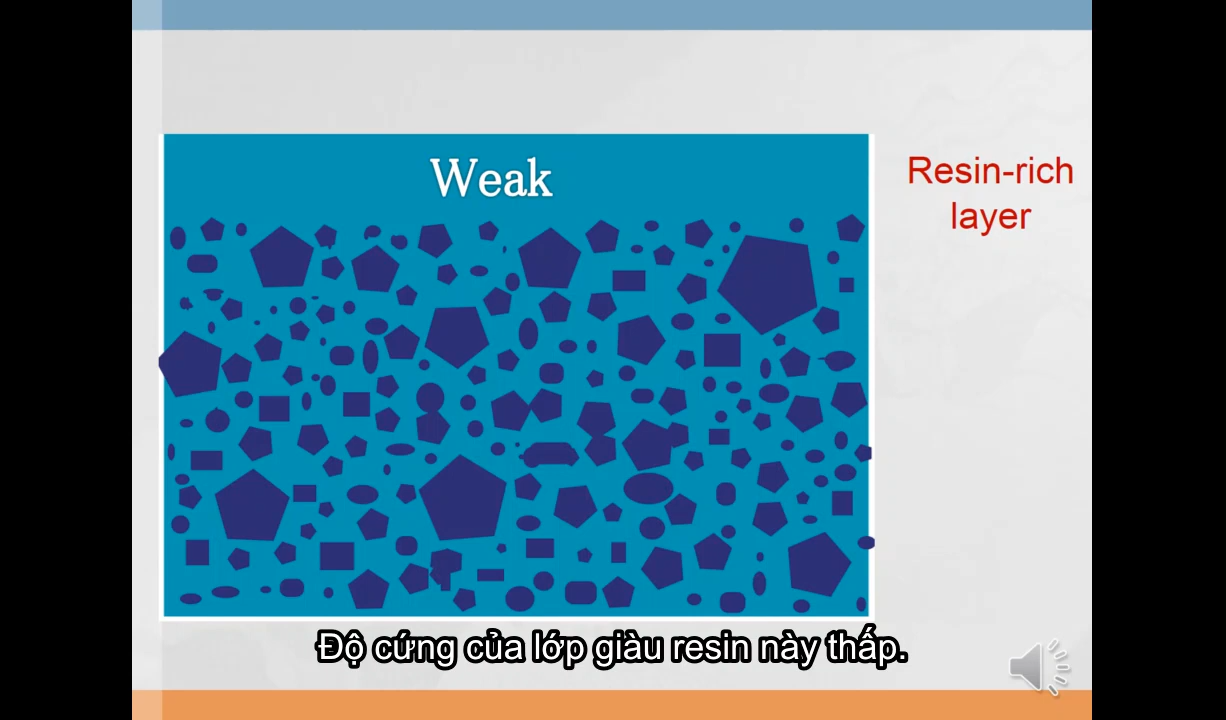 Weak
Resin-rich
layer
Độ cứng của lớp giàu resin này thấp.